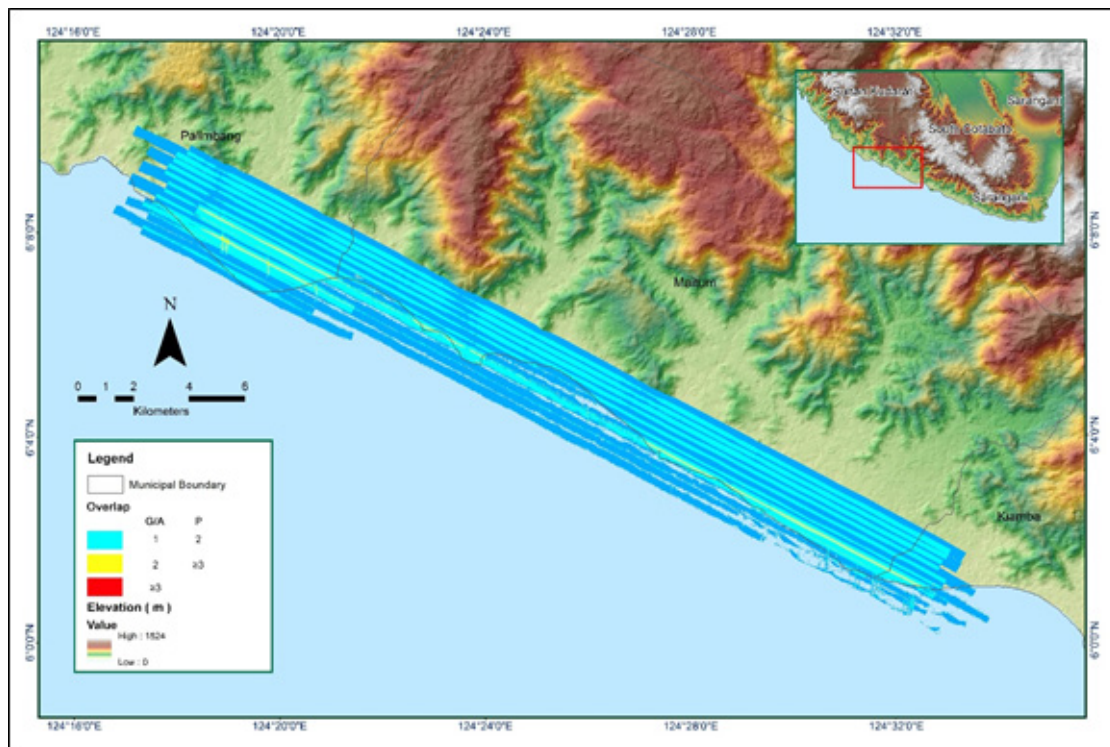 124°16'0"E 124°20'0"E 124°24'0"E 124°28'0"E 124°32'0"E
Sultan Kudarat
Sarangani
South Cotabato
Sarangani
Palimbang
6°8'0"N 6°8'0"N
Maitum
N
0 1 2 4 6
Kilometers
6°4'0"N 6°4'0"N
Legend
Municipal Boundary
Overlap
G/A P
1 2
2 ≥3
≥3
Elevation ( m )
Value
High : 1524
Low : 0
Kiamba
6°0'0"N 6°0'0"N
124°16'0"E 124°20'0"E 124°24'0"E 124°28'0"E 124°32'0"E